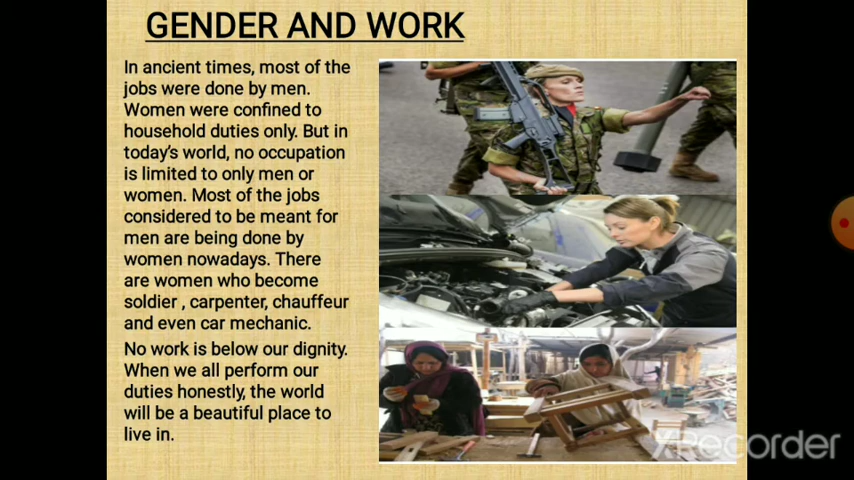 GENDER AND WORK
In ancient times, most of the
jobs were done by men.
Women were confined to
household duties only. But in
today's world, no occupation
is limited to only men or
women. Most of the jobs
considered to be meant for
men are being done by
women nowadays. There
are women who become
soldier , carpenter, chauffeur
and even car mechanic.
No work is below our dignity.
When we all perform our
duties honestly, the world
will be a beautiful place to
live in.
XRecorder